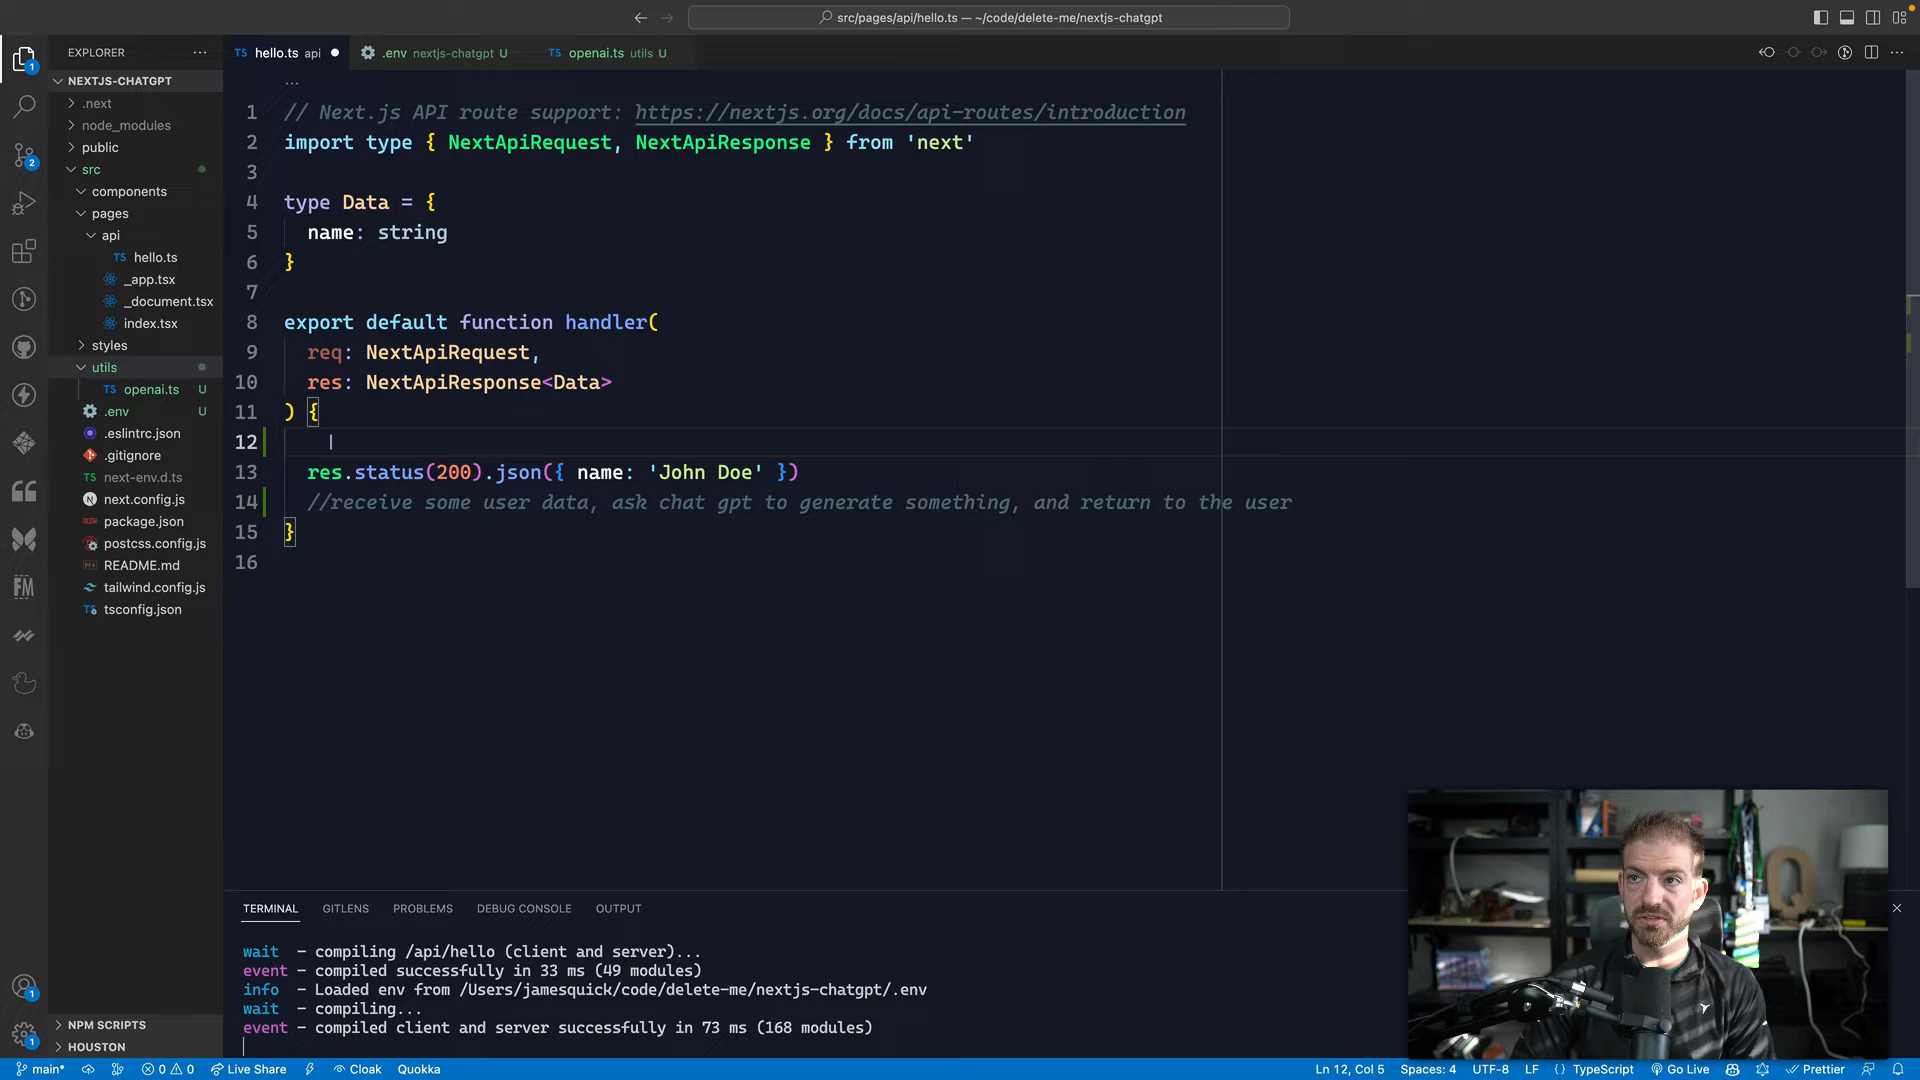 src/pages/api/hello.ts — ~/code/delete-me/nextjs-chatgpt
EXPLORER
hello.ts api
.env nextjs-chatgpt U
openai.ts utils U
NEXTJS-CHATGPT
.next
node_modules
public
src
components
pages
api
TS hello.ts
_app.tsx
_document.tsx
index.tsx
styles
utils
TS openai.ts U
.env U
.eslintrc.json
.gitignore
TS next-env.d.ts
next.config.js
package.json
postcss.config.js
README.md
tailwind.config.js
tsconfig.json
NPM SCRIPTS
HOUSTON
1 // Next.js API route support: https://nextjs.org/docs/api-routes/introduction
2 import type { NextApiRequest, NextApiResponse } from 'next'
3
4 type Data = {
5 name: string
6 }
7
8 export default function handler(
9 req: NextApiRequest,
10 res: NextApiResponse<Data>
11 ) {
12
13 res.status(200).json({ name: 'John Doe' })
14 //receive some user data, ask chat gpt to generate something, and return to the user
15 }
16
TERMINAL GITLENS PROBLEMS DEBUG CONSOLE OUTPUT
wait - compiling /api/hello (client and server)...
event - compiled successfully in 33 ms (49 modules)
info - Loaded env from /Users/jamesquick/code/delete-me/nextjs-chatgpt/.env
wait - compiling...
event - compiled client and server successfully in 73 ms (168 modules)
main* 0 0 Live Share Cloak Quokka
Ln 12, Col 5 Spaces: 4 UTF-8 LF { } TypeScript Go Live Prettier